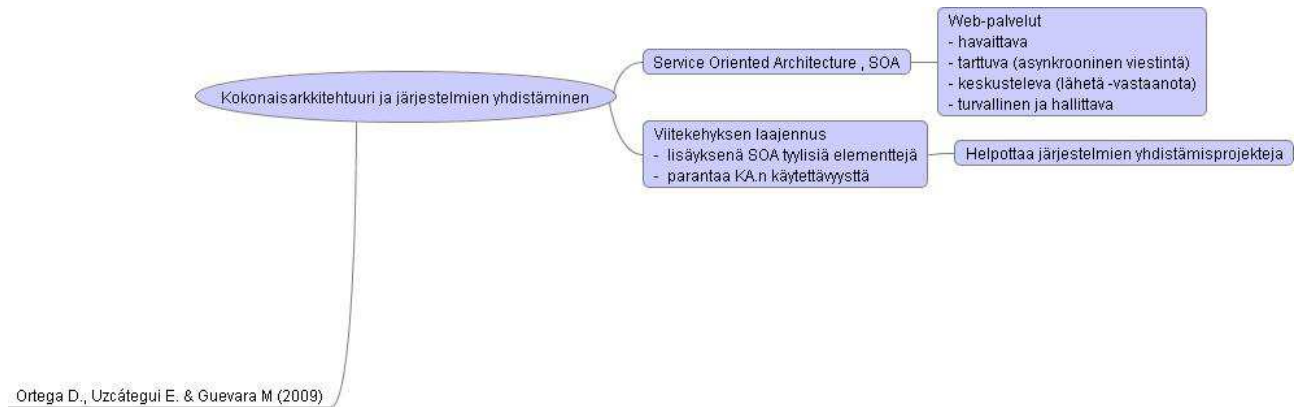 Kokonaisarkkitehtuuri ja järjestelmien yhdistäminen
Service Oriented Architecture , SOA
Web-palvelut
- havaittava
- tarttuva (asynkrooninen viestintä)
- keskusteleva (lähetä -vastaanota)
- turvallinen ja hallittava
Viitekehyksen laajennus
- lisäyksenä SOA tyylisiä elementtejä
- parantaa KA.n käytettävyysttä
Helpottaa järjestelmien yhdistämisprojekteja
Ortega D., Uzcátegui E. & Guevara M (2009)